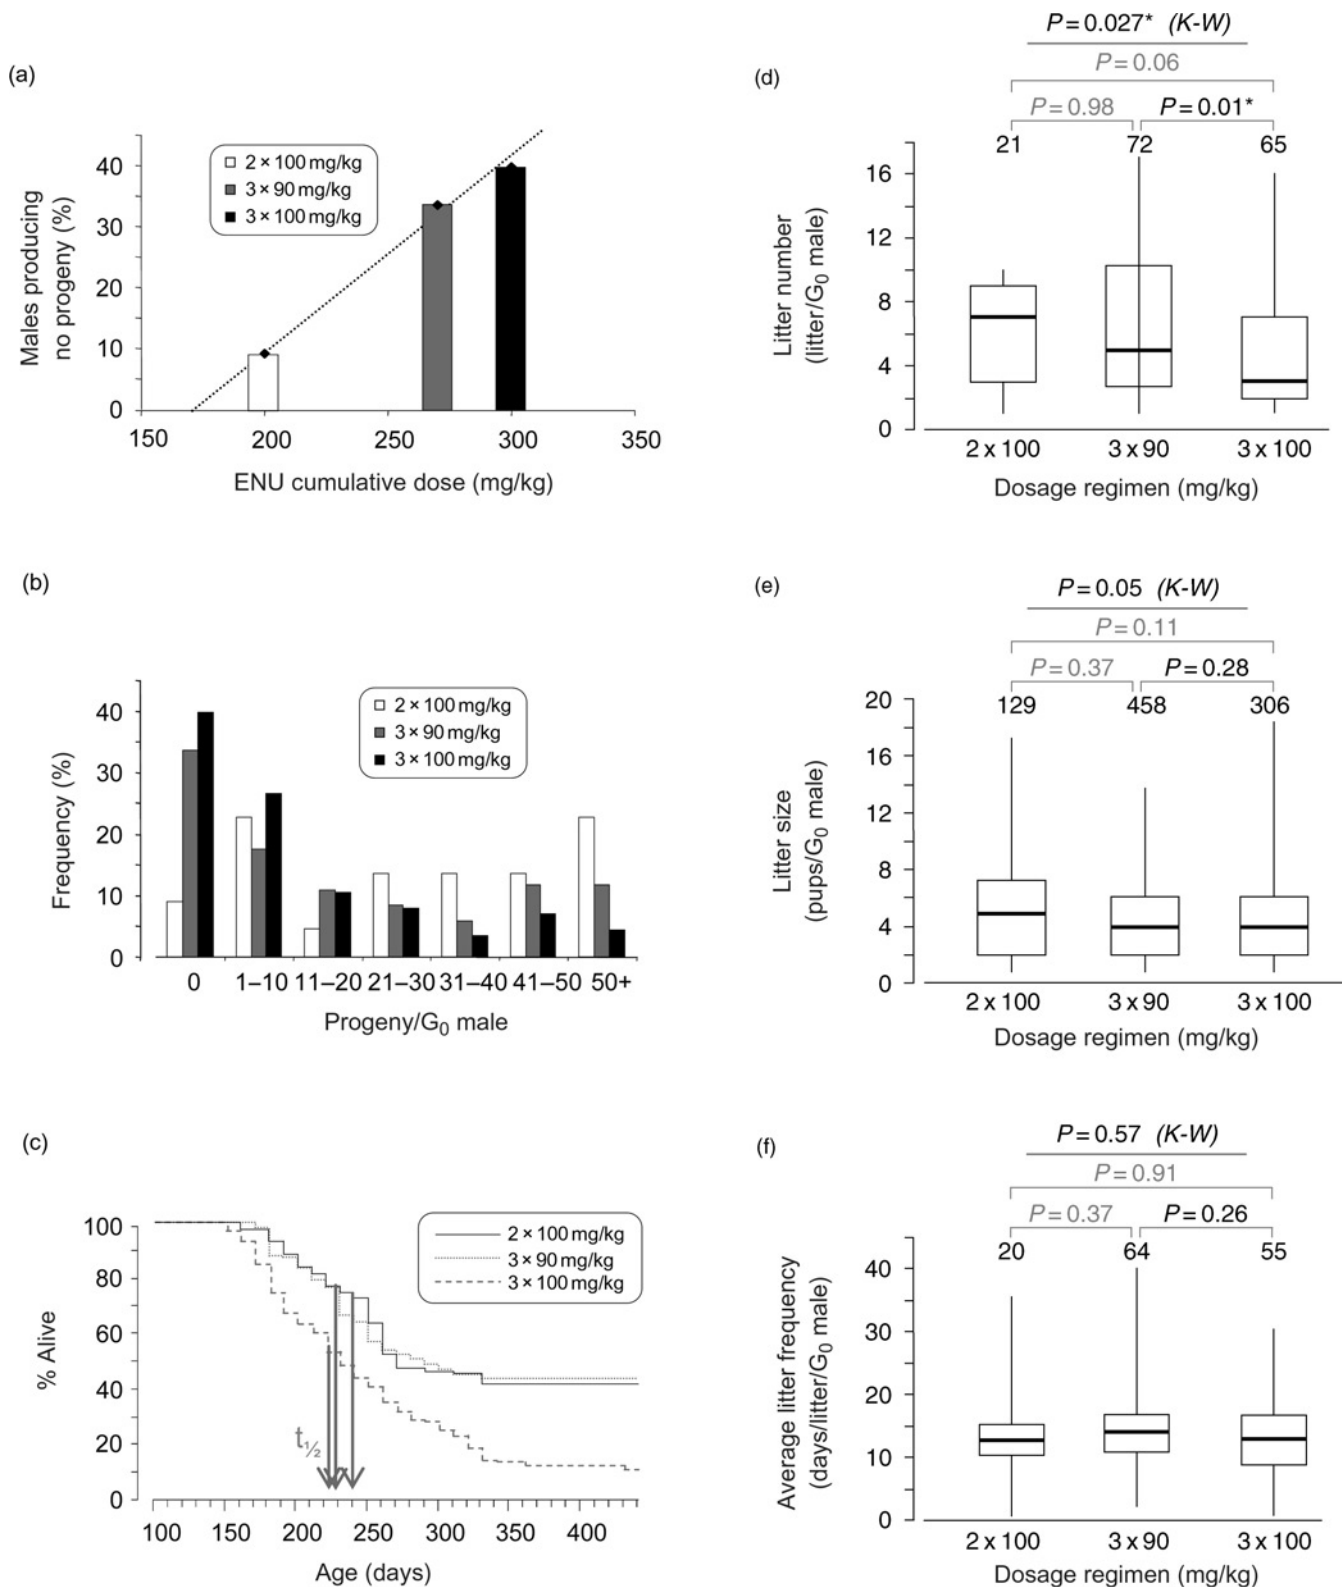 (a)
Males producing
no progeny (%)
40
30
20
10
0
2 × 100 mg/kg
3 × 90 mg/kg
3 × 100 mg/kg
150 200 250 300 350
ENU cumulative dose (mg/kg)
(b)
Frequency (%)
40
30
20
10
0
2 × 100 mg/kg
3 × 90 mg/kg
3 × 100 mg/kg
0 1–10 11–20 21–30 31–40 41–50 50+
Progeny/G₀ male
(c)
% Alive
100
80
60
40
20
0
2 × 100 mg/kg
3 × 90 mg/kg
3 × 100 mg/kg
t½
100 150 200 250 300 350 400
Age (days)
(d)
P = 0.027* (K-W)
P = 0.06
P = 0.98 P = 0.01*
21 72 65
Litter number
(litter/G₀ male)
16
12
8
4
0
2 x 100 3 x 90 3 x 100
Dosage regimen (mg/kg)
(e)
P = 0.05 (K-W)
P = 0.11
P = 0.37 P = 0.28
129 458 306
Litter size
(pups/G₀ male)
20
16
12
8
4
0
2 x 100 3 x 90 3 x 100
Dosage regimen (mg/kg)
(f)
P = 0.57 (K-W)
P = 0.91
P = 0.37 P = 0.26
20 64 55
Average litter frequency
(days/litter/G₀ male)
40
30
20
10
0
2 x 100 3 x 90 3 x 100
Dosage regimen (mg/kg)